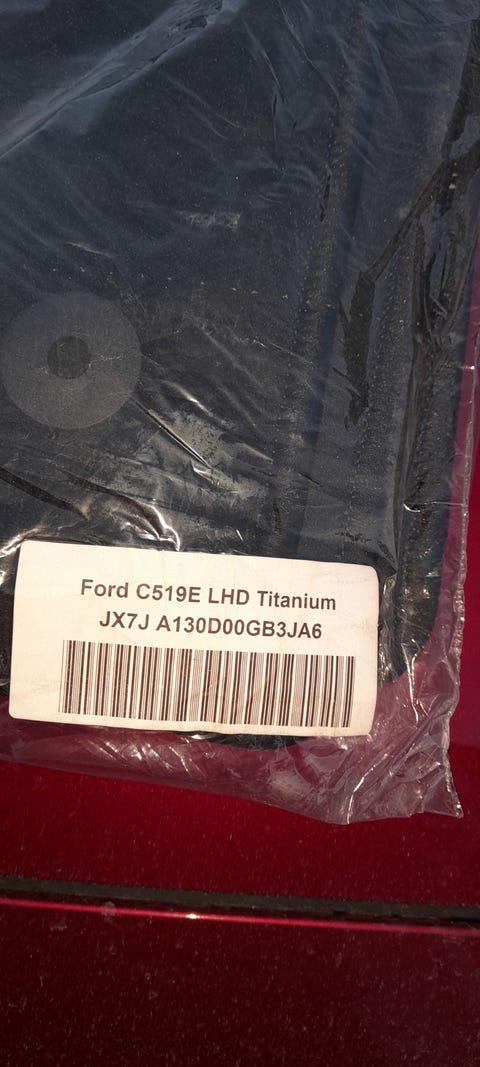 Ford C519E LHD Titanium
JX7J A130D00GB3JA6